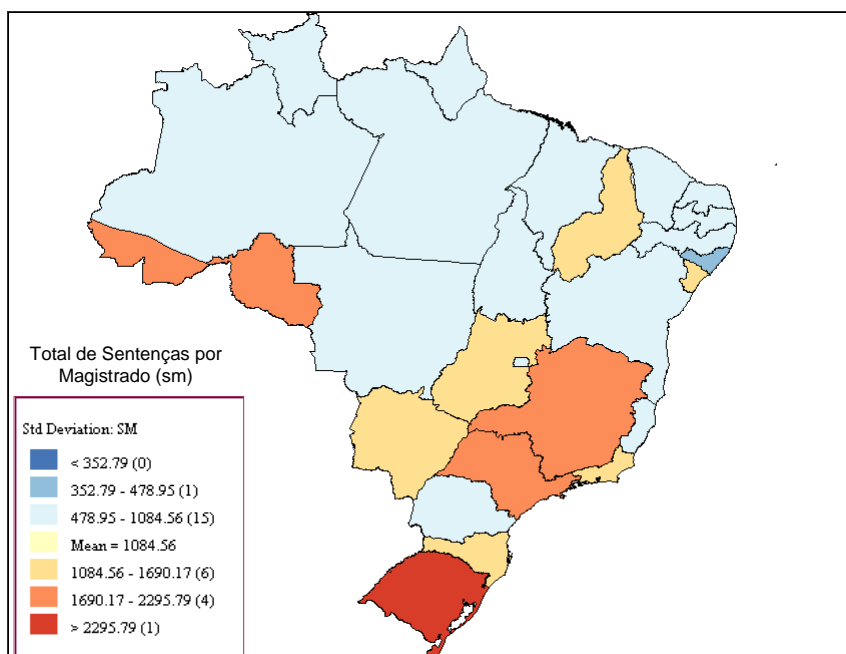 Total de Sentenças por
Magistrado (sm)
Std Deviation: SM
< 352.79 (0)
352.79 - 478.95 (1)
478.95 - 1084.56 (15)
Mean = 1084.56
1084.56 - 1690.17 (6)
1690.17 - 2295.79 (4)
> 2295.79 (1)